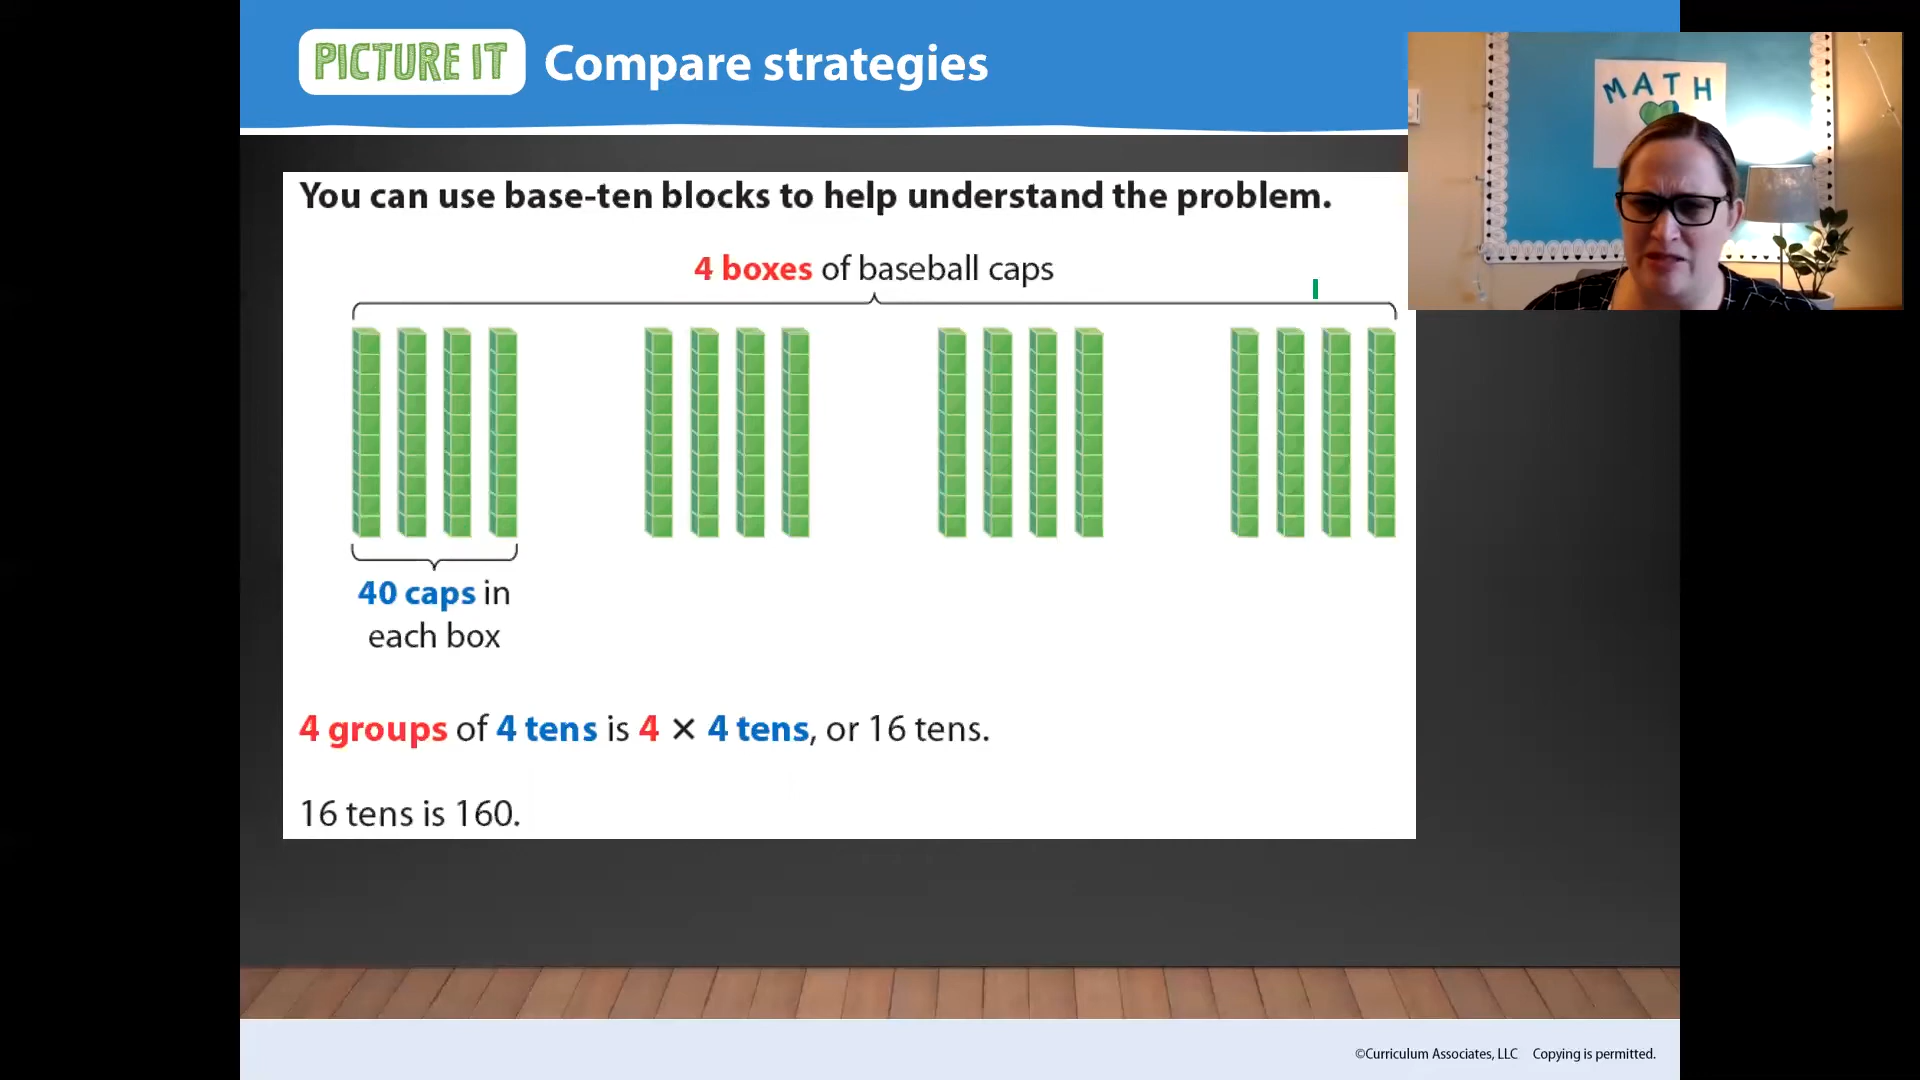 PICTURE IT Compare strategies
MATH
You can use base-ten blocks to help understand the problem.
4 boxes of baseball caps
40 caps in
each box
4 groups of 4 tens is 4 × 4 tens, or 16 tens.
16 tens is 160.
©Curriculum Associates, LLC Copying is permitted.